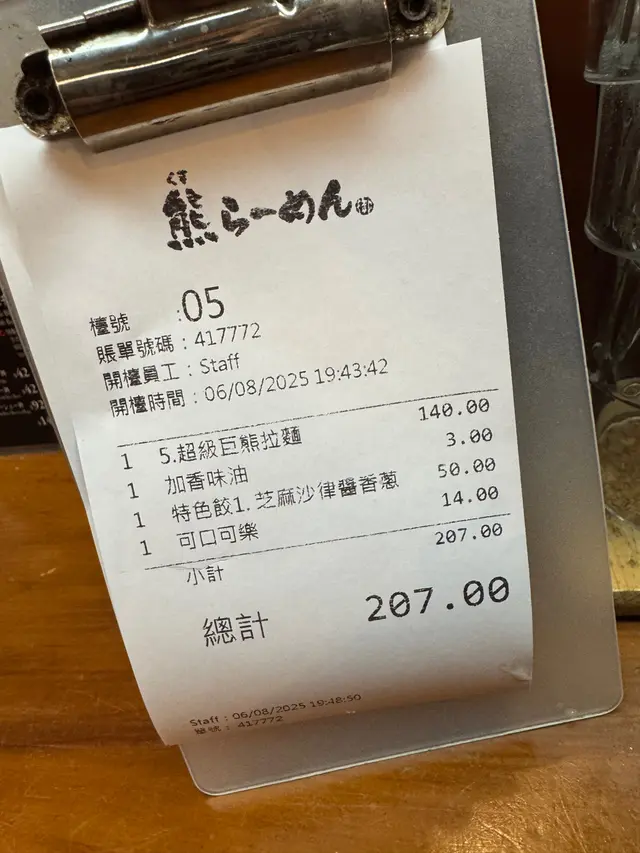 くま
熊らーめん
檯號 :05
賬單號碼：417772
開檯員工：Staff
開檯時間：06/08/2025 19:43:42
1 5.超級巨熊拉麵 140.00
1 加香味油 3.00
1 特色餃1. 芝麻沙律醬香蔥 50.00
1 可口可樂 14.00
小計 207.00
總計 207.00
Staff : 06/08/2025 19:48:50
單號： 417772